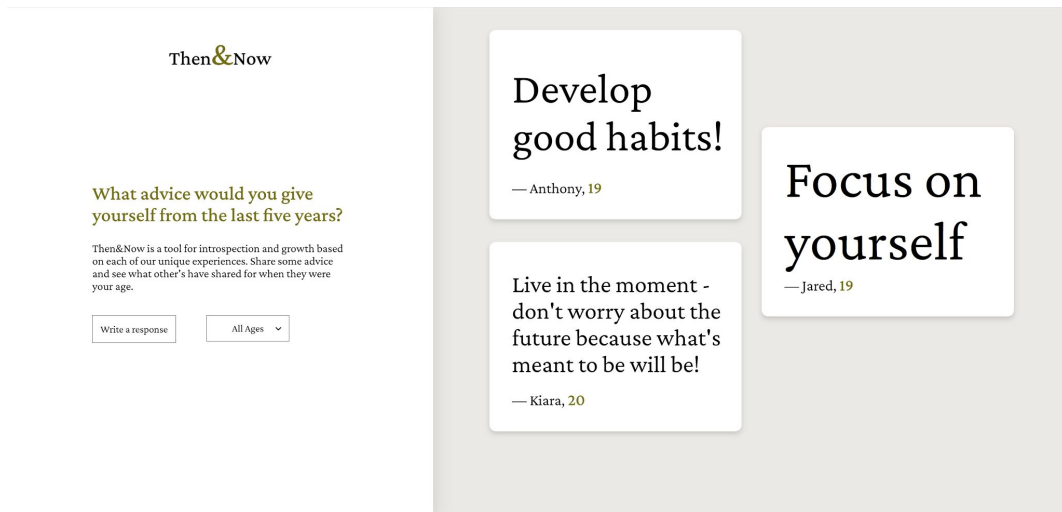 Then&Now
What advice would you give
yourself from the last five years?
Then&Now is a tool for introspection and growth based
on each of our unique experiences. Share some advice
and see what other's have shared for when they were
your age.
Write a response
All Ages
Develop
good habits!
— Anthony, 19
Live in the moment -
don't worry about the
future because what's
meant to be will be!
— Kiara, 20
Focus on
yourself
— Jared, 19